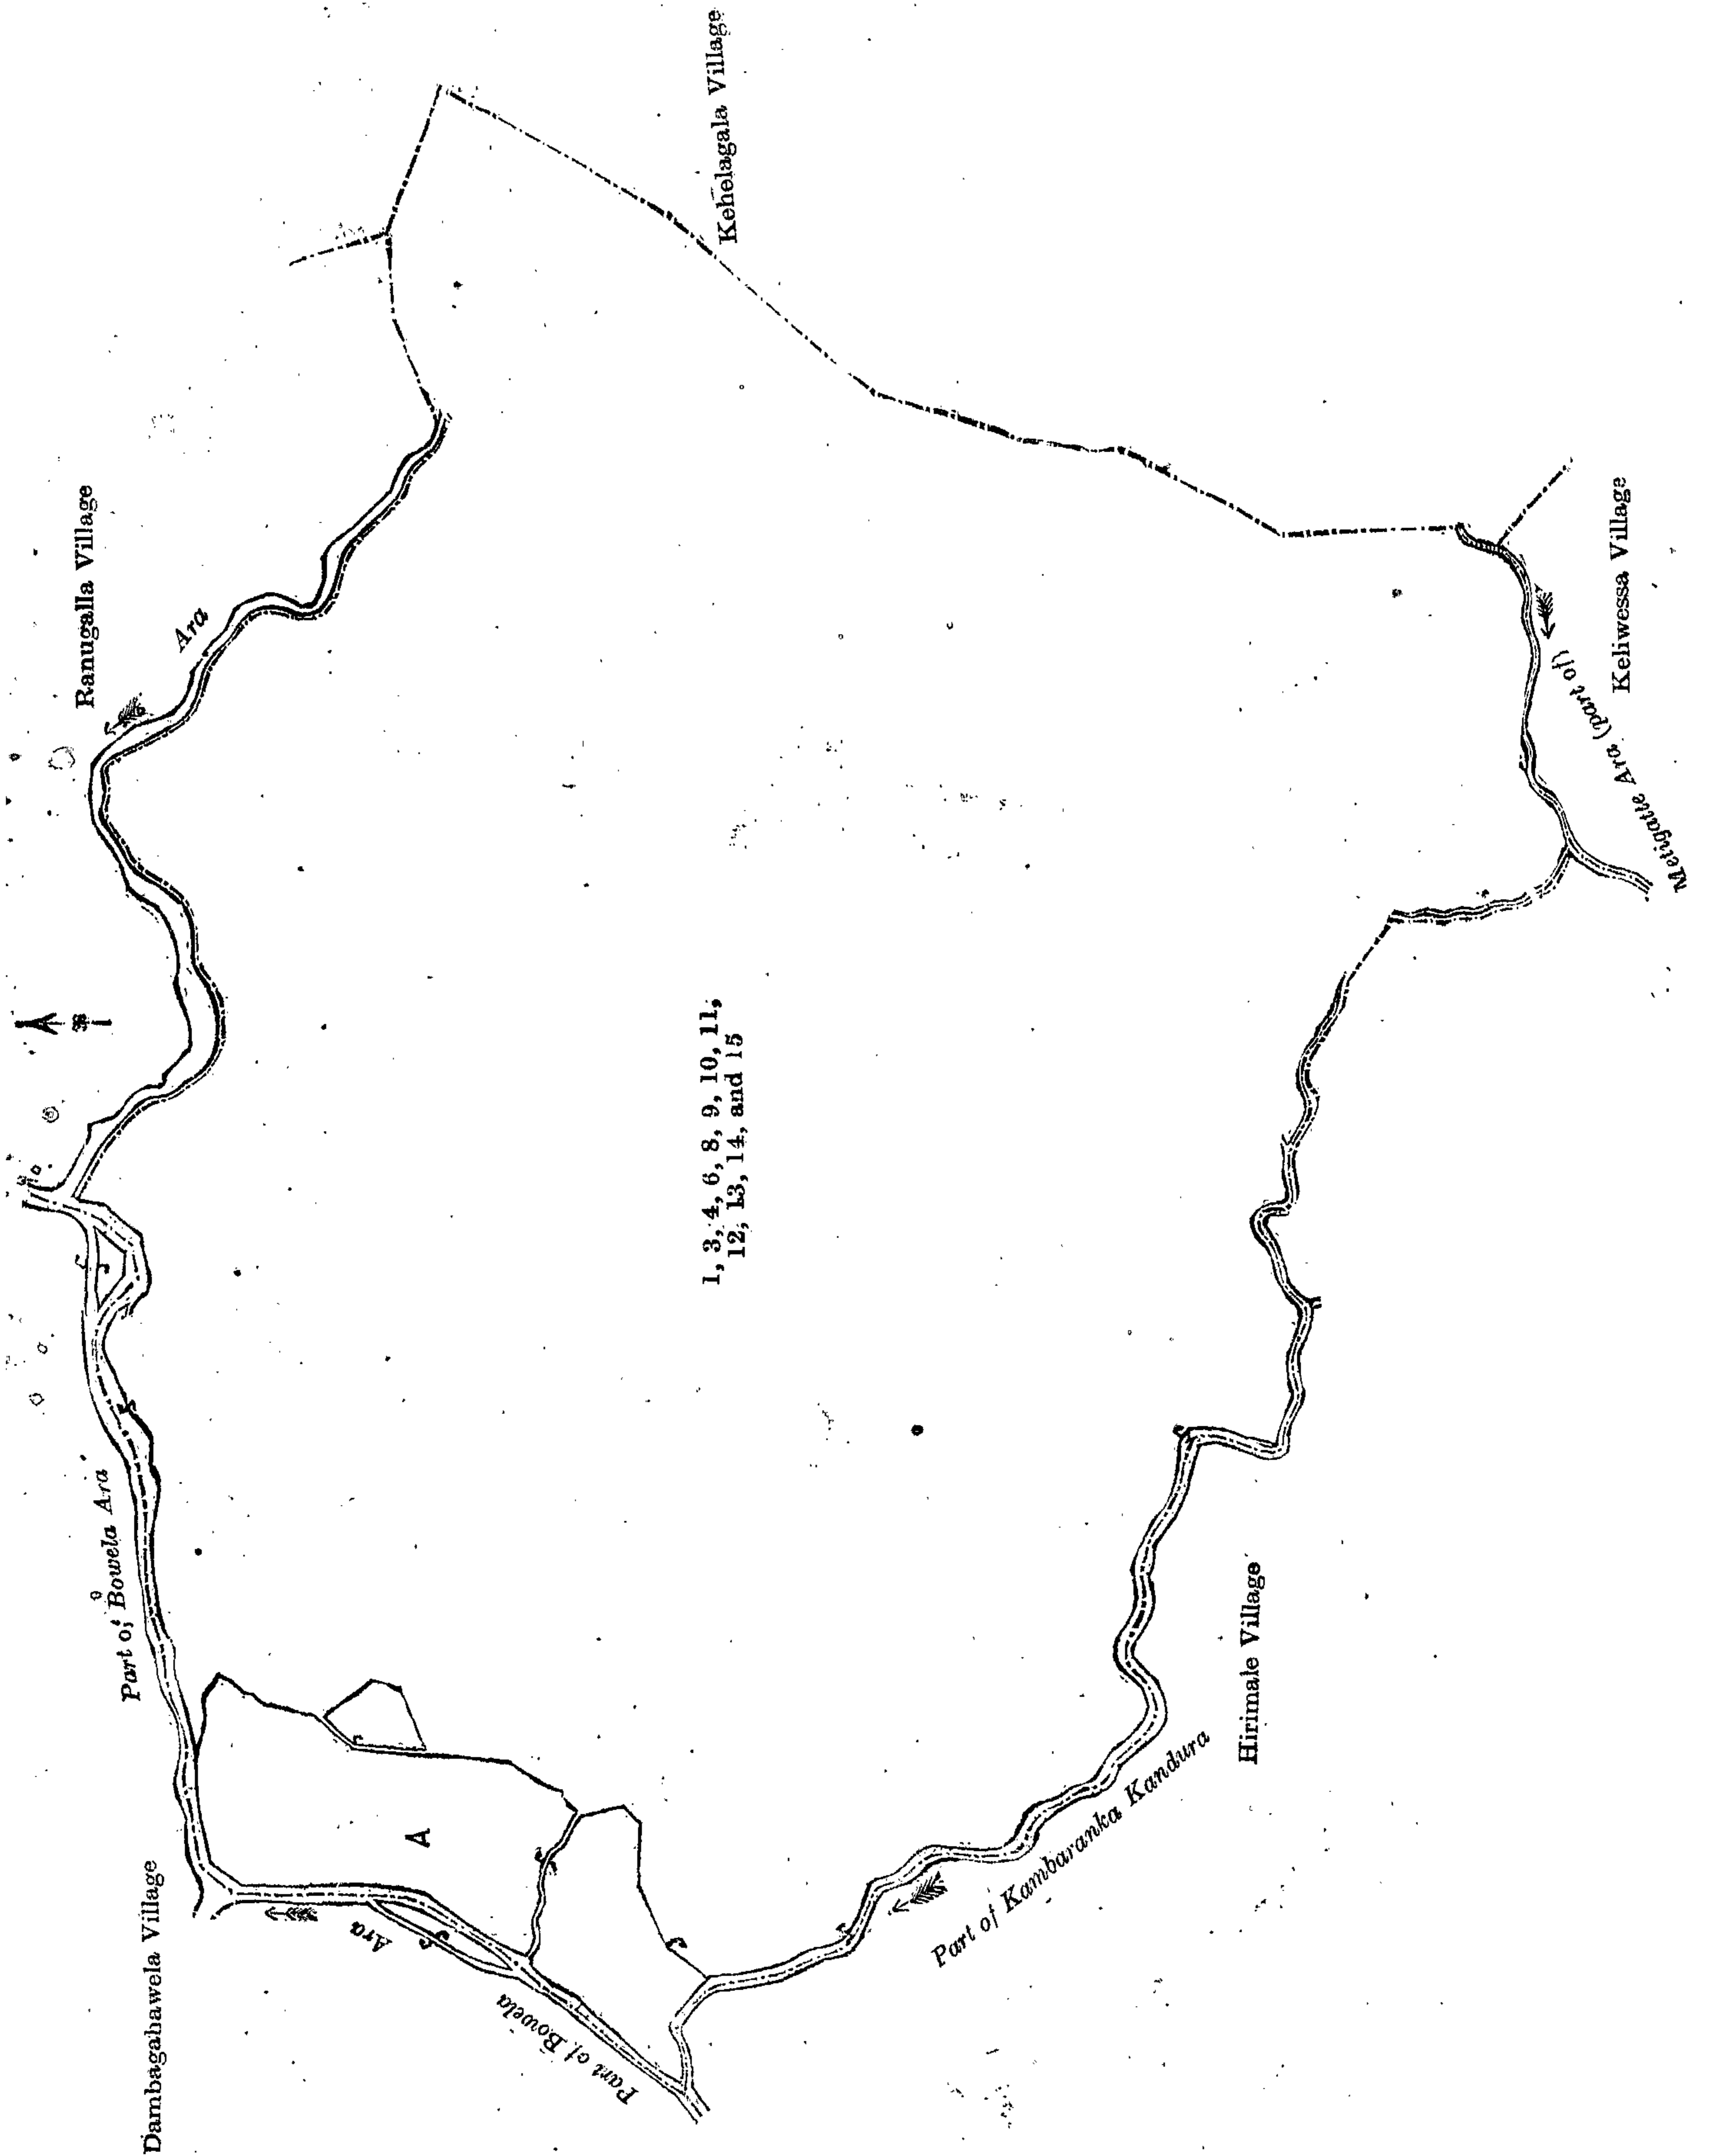 Dambagahawela Village
Part of Bowela Ara
Ranugalla Village
Ara
Kehelagala Village
A
Part of Bowela
Ara
1, 3, 4, 6, 8, 9, 10, 11,
12, 13, 14, and 15
Part of Kambaranka Kandura
Hirimale Village
Metigatte Ara (part of)
Keliwessa Village